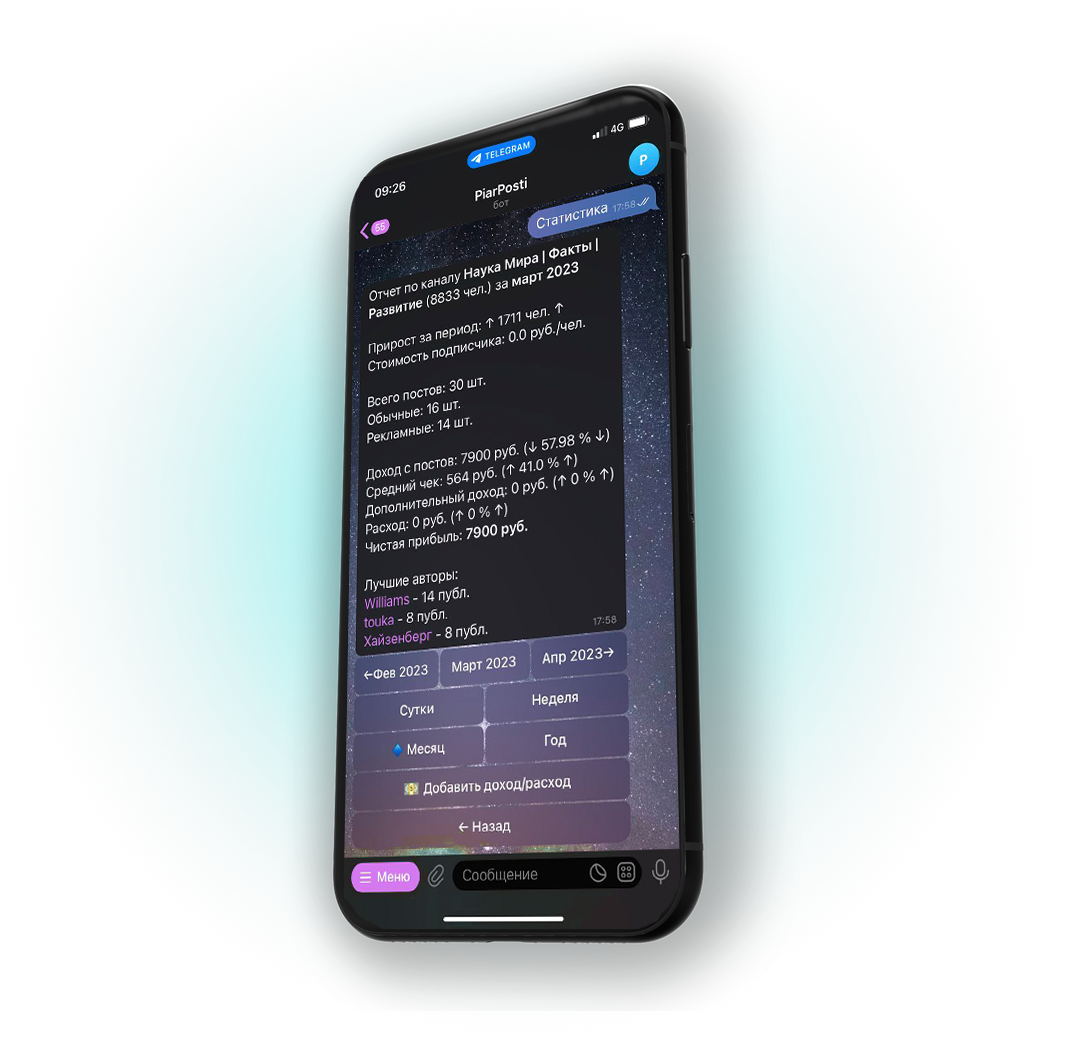 09:26
TELEGRAM
4G
55
PiarPosti
бот
P
Статистика 17:58
Отчет по каналу Наука Мира | Факты |
Развитие (8833 чел.) за март 2023
Прирост за период: ↑ 1711 чел. ↑
Стоимость подписчика: 0.0 руб./чел.
Всего постов: 30 шт.
Обычные: 16 шт.
Рекламные: 14 шт.
Доход с постов: 7900 руб. (↓ 57.98 % ↓)
Средний чек: 564 руб. (↑ 41.0 % ↑)
Дополнительный доход: 0 руб. (↑ 0 % ↑)
Расход: 0 руб. (↑ 0 % ↑)
Чистая прибыль: 7900 руб.
Лучшие авторы:
Williams - 14 публ.
touka - 8 публ.
Хайзенберг - 8 публ.
17:58
←Фев 2023 Март 2023 Апр 2023→
Сутки Неделя
Месяц Год
Добавить доход/расход
← Назад
Меню Сообщение